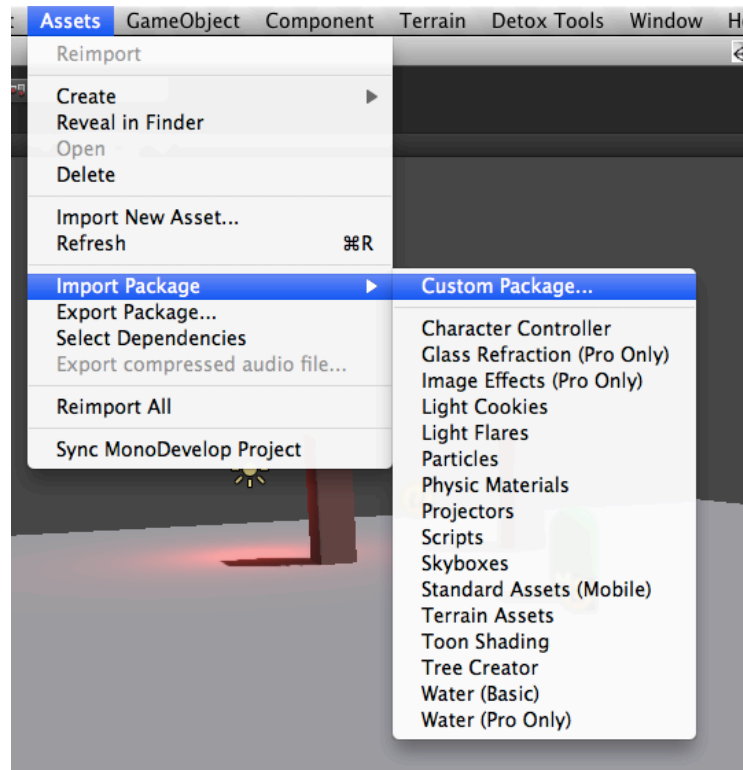 Assets GameObject Component Terrain Detox Tools Window
Reimport
Create
Reveal in Finder
Open
Delete
Import New Asset...
Refresh ⌘R
Import Package
Export Package...
Select Dependencies
Export compressed audio file...
Reimport All
Sync MonoDevelop Project
Custom Package...
Character Controller
Glass Refraction (Pro Only)
Image Effects (Pro Only)
Light Cookies
Light Flares
Particles
Physic Materials
Projectors
Scripts
Skyboxes
Standard Assets (Mobile)
Terrain Assets
Toon Shading
Tree Creator
Water (Basic)
Water (Pro Only)